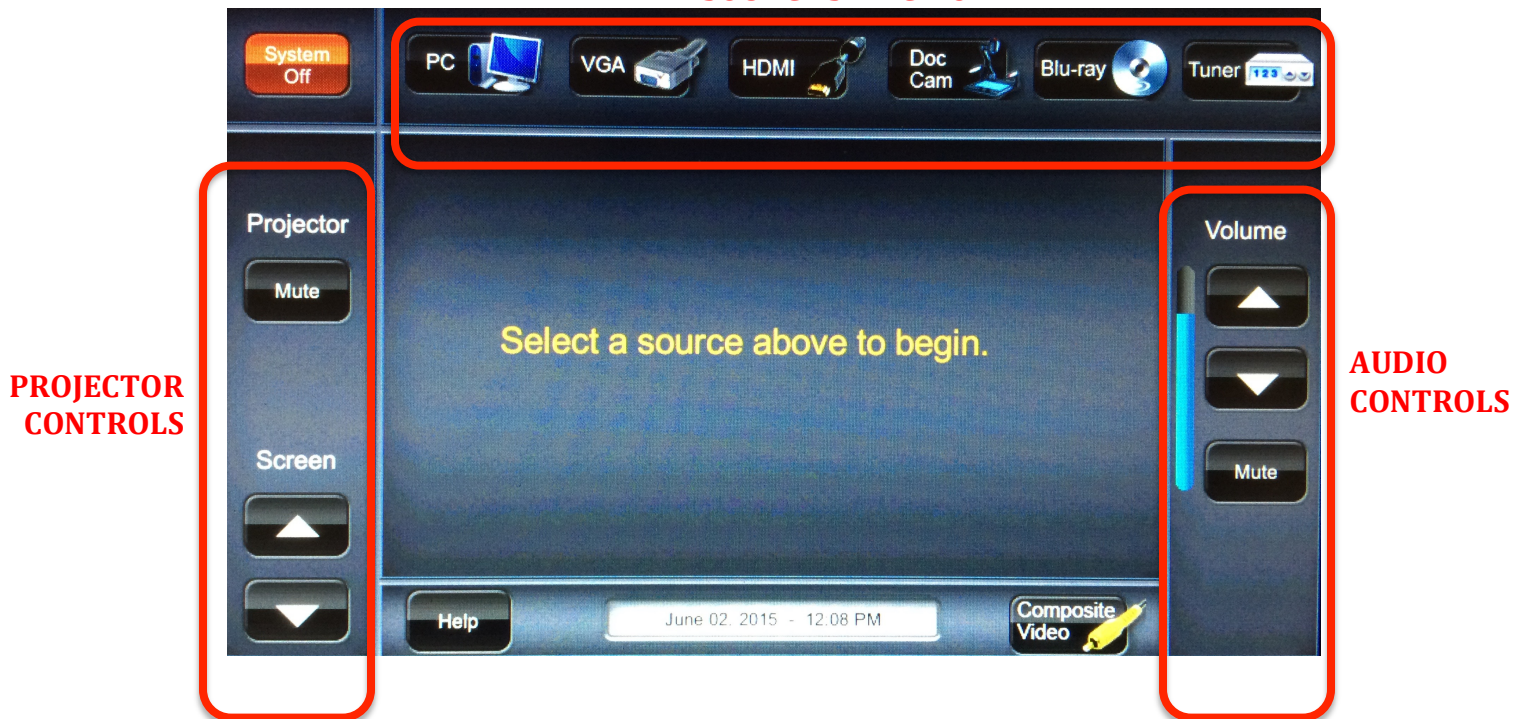 System
Off
PC
VGA
HDMI
Doc
Cam
Blu-ray
Tuner
123
Projector
Mute
PROJECTOR
CONTROLS
Screen
Select a source above to begin.
Volume
Mute
AUDIO
CONTROLS
Help
June 02. 2015 - 12.08 PM
Composite
Video